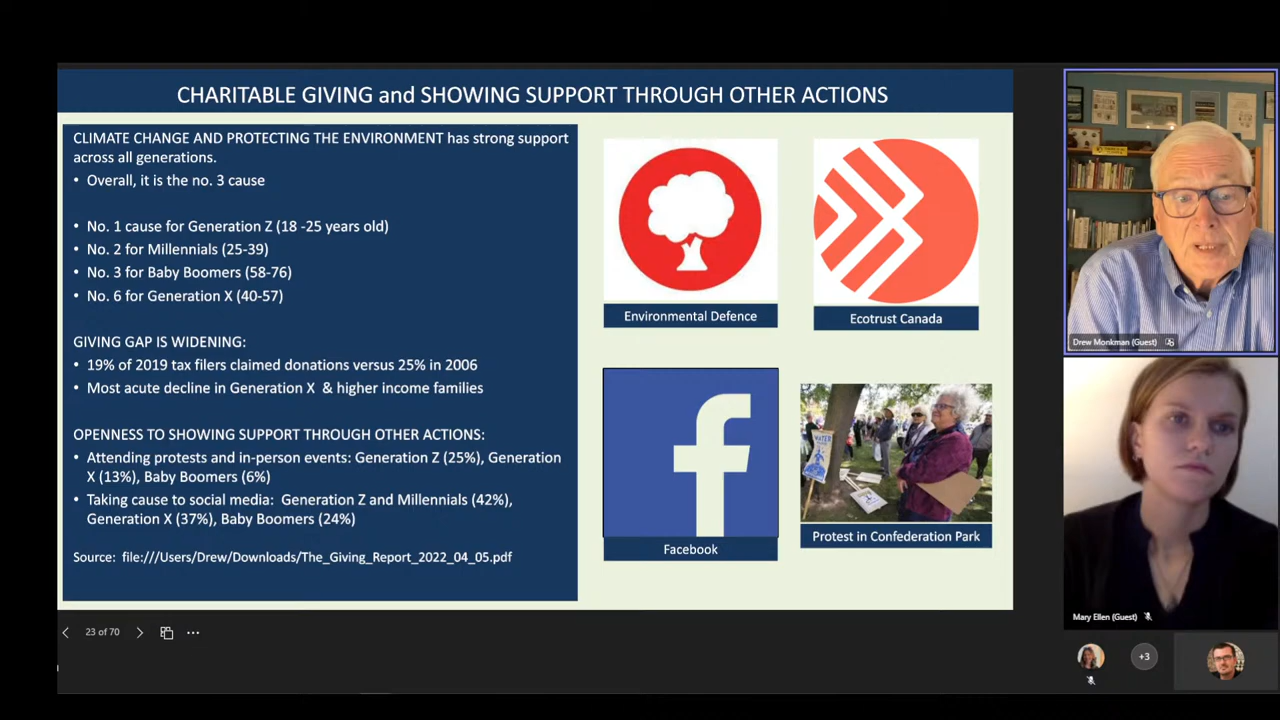 CHARITABLE GIVING and SHOWING SUPPORT THROUGH OTHER ACTIONS
CLIMATE CHANGE AND PROTECTING THE ENVIRONMENT has strong support
across all generations.
• Overall, it is the no. 3 cause
• No. 1 cause for Generation Z (18 -25 years old)
• No. 2 for Millennials (25-39)
• No. 3 for Baby Boomers (58-76)
• No. 6 for Generation X (40-57)
GIVING GAP IS WIDENING:
• 19% of 2019 tax filers claimed donations versus 25% in 2006
• Most acute decline in Generation X & higher income families
OPENNESS TO SHOWING SUPPORT THROUGH OTHER ACTIONS:
• Attending protests and in-person events: Generation Z (25%), Generation
X (13%), Baby Boomers (6%)
• Taking cause to social media: Generation Z and Millennials (42%),
Generation X (37%), Baby Boomers (24%)
Source: file:///Users/Drew/Downloads/The_Giving_Report_2022_04_05.pdf
Environmental Defence
Ecotrust Canada
Facebook
WATER
Protest in Confederation Park
23 of 70
Drew Monkman (Guest)
Mary Ellen (Guest)
+3